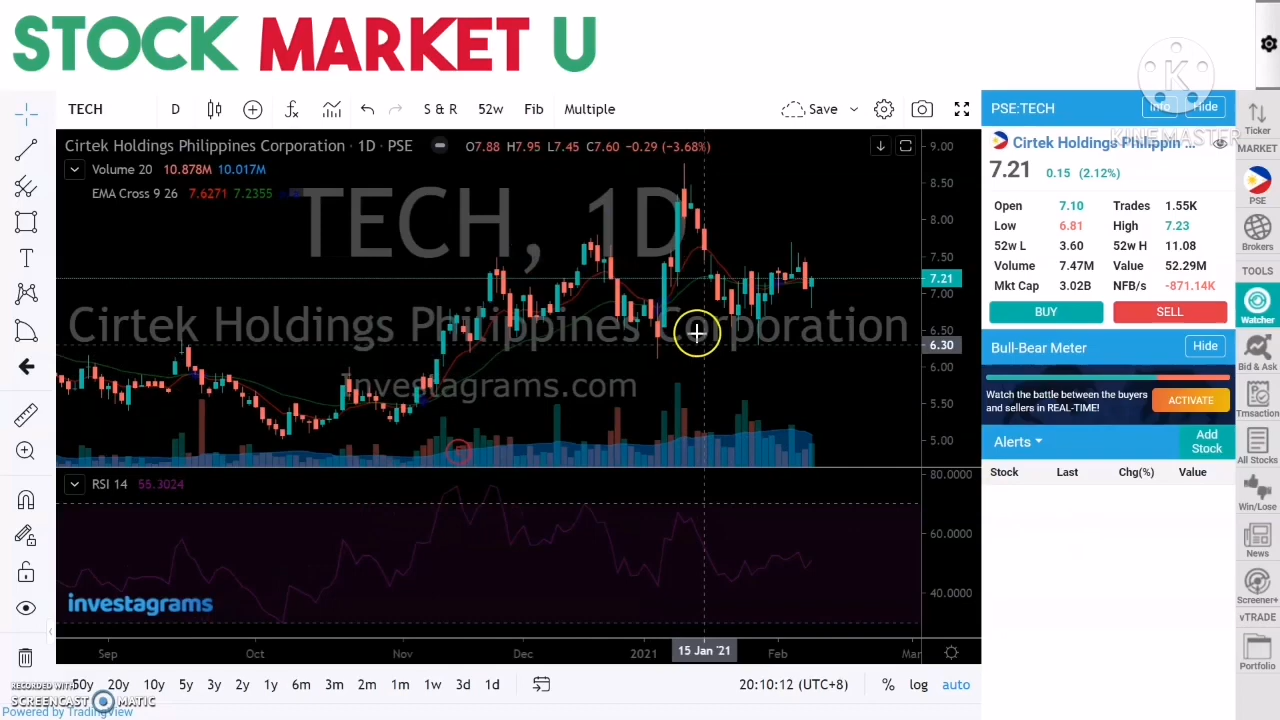 STOCK MARKET U
K
KINEMASTER
TECH D S & R 52w Fib Multiple Save
Cirtek Holdings Philippines Corporation · 1D · PSE O7.88 H7.95 L7.45 C7.60 -0.29 (-3.68%)
Volume 20 10.878M 10.017M
EMA Cross 9 26 7.6271 7.2355
TECH, 1D
Cirtek Holdings Philippines Corporation
Investagrams.com
9.00
8.50
8.00
7.50
7.21
7.00
6.50
6.30
6.00
5.50
5.00
RSI 14 55.3024
80.0000
60.0000
40.0000
investagrams
Sep Oct Nov Dec 2021 15 Jan '21 Feb Mar
50y 20y 10y 5y 3y 2y 1y 6m 3m 2m 1m 1w 3d 1d 20:10:12 (UTC+8) % log auto
RECORDED WITH
SCREENCAST MATIC
Powered by TradingView
PSE:TECH Info Hide
Cirtek Holdings Philippin ...
7.21 0.15 (2.12%)
Open 7.10 Trades 1.55K
Low 6.81 High 7.23
52w L 3.60 52w H 11.08
Volume 7.47M Value 52.29M
Mkt Cap 3.02B NFB/s -871.14K
BUY SELL
Bull-Bear Meter Hide
Watch the battle between the buyers
and sellers in REAL-TIME!
ACTIVATE
Alerts Add
Stock
Stock Last Chg(%) Value
Ticker
MARKET
PSE
Brokers
TOOLS
Watcher
Bid & Ask
Trnsaction
All Stocks
Win/Lose
News
Screener+
vTRADE
Portfolio